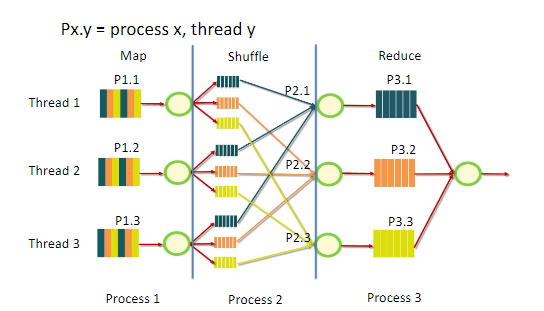 Px.y = process x, thread y
Map
Shuffle
Reduce
P1.1
P2.1
P3.1
Thread 1
P1.2
P2.2
P3.2
Thread 2
P1.3
P2.3
P3.3
Thread 3
Process 1
Process 2
Process 3